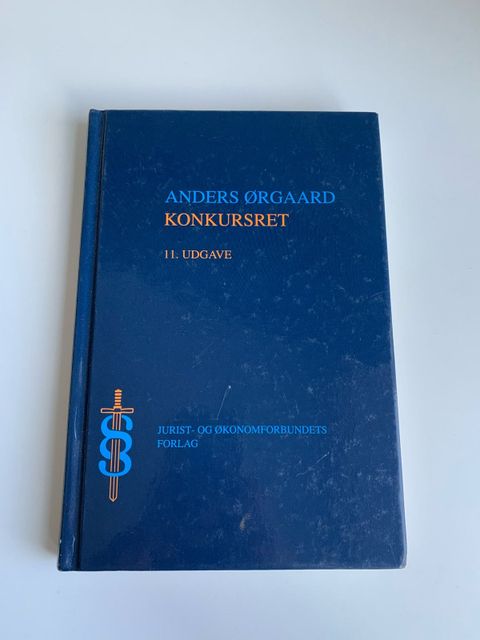 ANDERS ØRGAARD
KONKURSRET
11. UDGAVE
§
JURIST- OG ØKONOMFORBUNDETS
FORLAG